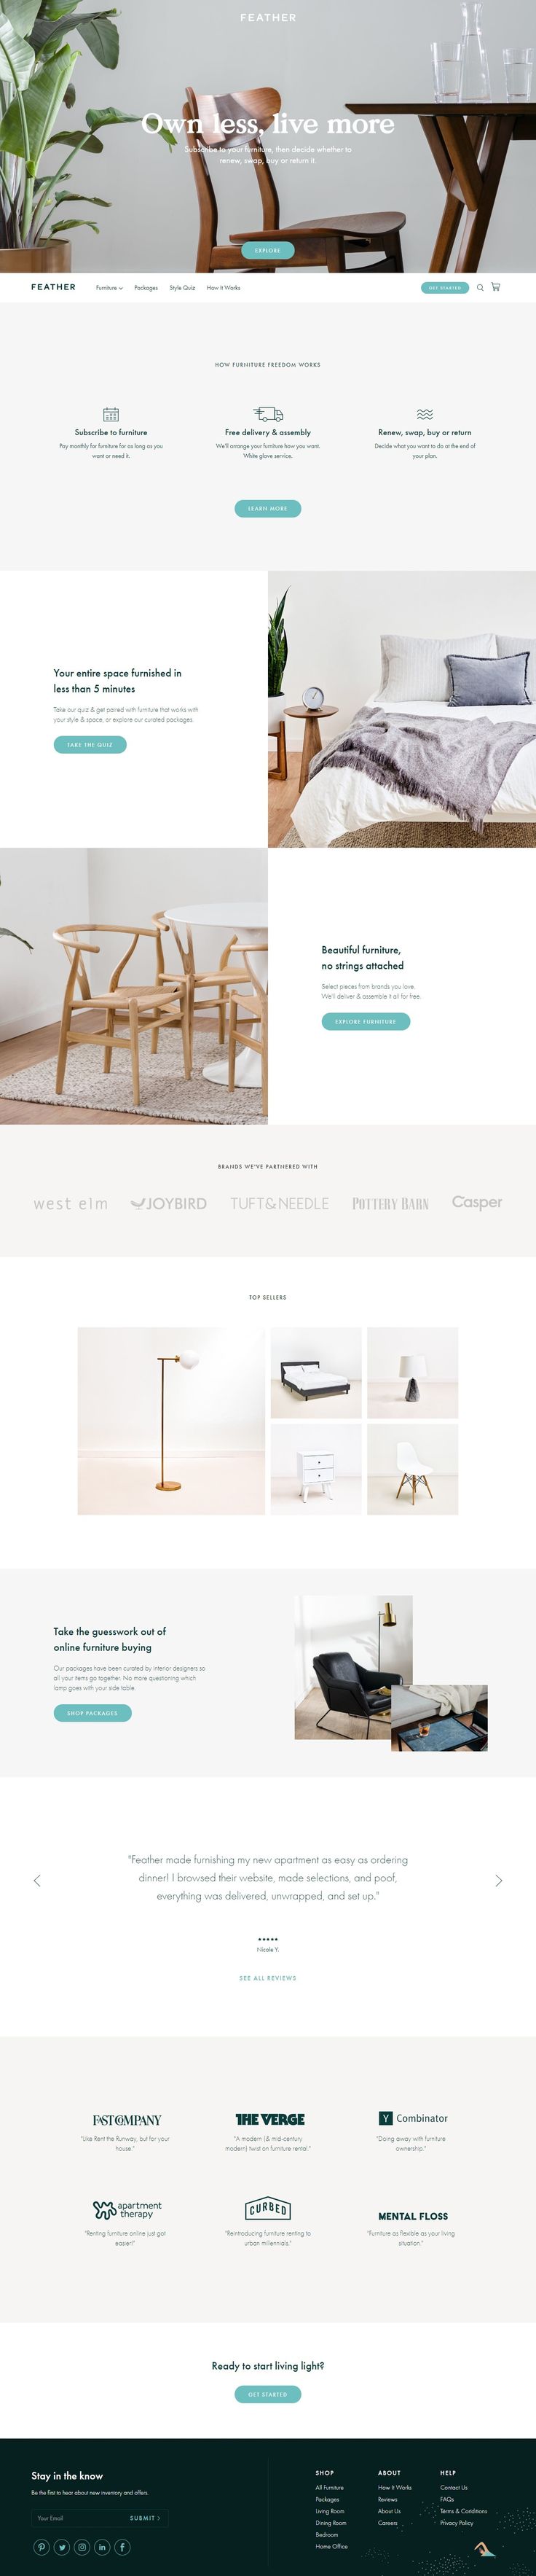 FEATHER
Own less, live more
Subscribe to your furniture, then decide whether to
renew, swap, buy or return it.
EXPLORE
FEATHER
Furniture
Packages
Style Quiz
How It Works
GET STARTED
HOW FURNITURE FREEDOM WORKS
Subscribe to furniture
Pay monthly for furniture for as long as you
want or need it.
Free delivery & assembly
We'll arrange your furniture how you want.
White glove service.
Renew, swap, buy or return
Decide what you want to do at the end of
your plan.
LEARN MORE
Your entire space furnished in
less than 5 minutes
Take our quiz & get paired with furniture that works with
your style & space, or explore our curated packages.
TAKE THE QUIZ
Beautiful furniture,
no strings attached
Select pieces from brands you love.
We'll deliver & assemble it all for free.
EXPLORE FURNITURE
BRANDS WE'VE PARTNERED WITH
west elm
JOYBIRD
TUFT&NEEDLE
POTTERY BARN
Casper
TOP SELLERS
Take the guesswork out of
online furniture buying
Our packages have been curated by interior designers so
all your items go together. No more questioning which
lamp goes with your side table.
SHOP PACKAGES
"Feather made furnishing my new apartment as easy as ordering
dinner! I browsed their website, made selections, and poof,
everything was delivered, unwrapped, and set up."
Nicole Y.
SEE ALL REVIEWS
FAST COMPANY
"Like Rent the Runway, but for your
house."
THE VERGE
"A modern (& mid-century
modern) twist on furniture rental."
Y Combinator
"Doing away with furniture
ownership."
apartment
therapy
"Renting furniture online just got
easier!"
CURBED
"Reintroducing furniture renting to
urban millennials."
MENTAL FLOSS
"Furniture as flexible as your living
situation."
Ready to start living light?
GET STARTED
Stay in the know
Be the first to hear about new inventory and offers.
Your Email
SUBMIT
SHOP
All Furniture
Packages
Living Room
Dining Room
Bedroom
Home Office
ABOUT
How It Works
Reviews
About Us
Careers
HELP
Contact Us
FAQs
Terms & Conditions
Privacy Policy